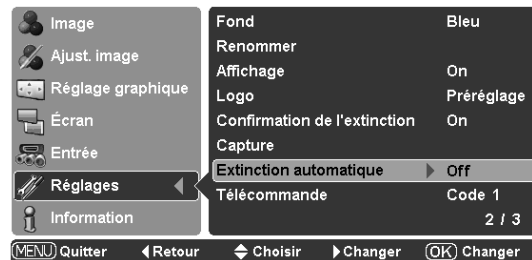 Image
Ajust. image
Réglage graphique
Écran
Entrée
Réglages
Information
Fond Bleu
Renommer
Affichage On
Logo Préréglage
Confirmation de l'extinction On
Capture
Extinction automatique Off
Télécommande Code 1
2 / 3
MENU Quitter Retour Choisir Changer OK Changer